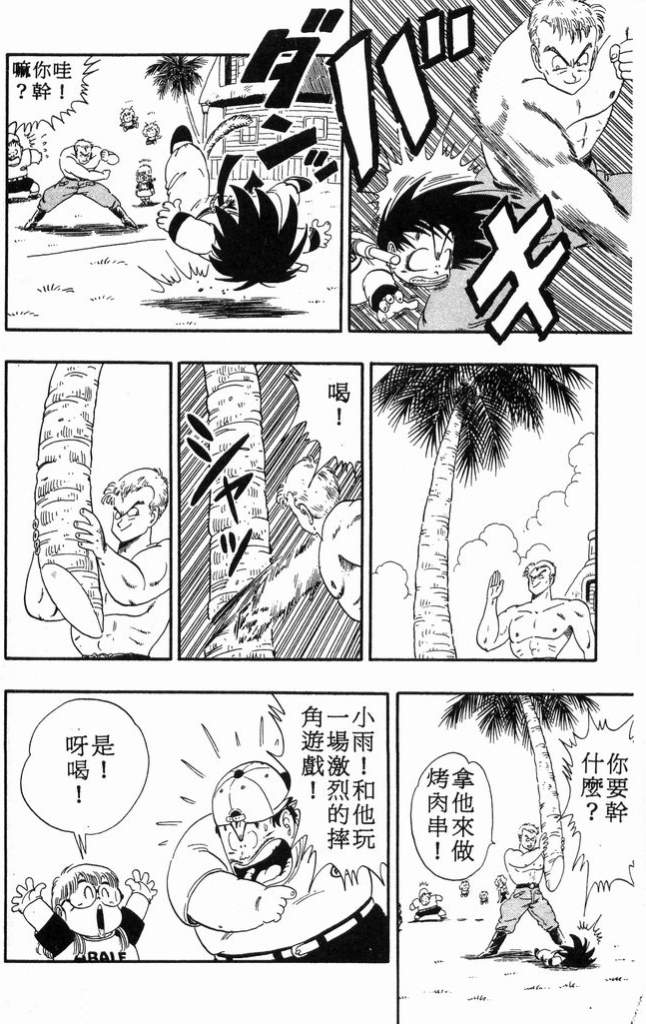 バキ
ダダンッ
哇！
你幹
嘛？
喝！
シャッ
你要幹
什麼？
拿他來做
烤肉串！
小雨！和他玩
一場激烈的摔
角遊戲！
是！
呀喝！